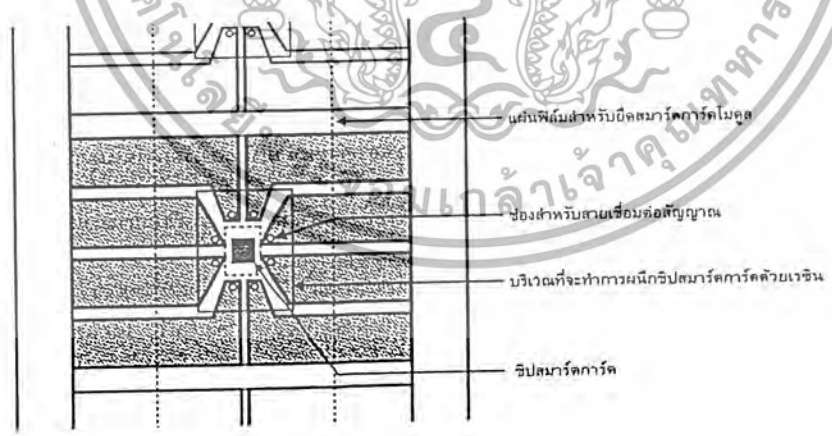 แผ่นฟิล์มสำหรับยึดสมาร์ตการ์ดโมดูล
ช่องสำหรับสายเชื่อมต่อสัญญาณ
บริเวณที่จะทำการผนึกชิปสมาร์ตการ์ดด้วยเรซิน
ชิปสมาร์ตการ์ด